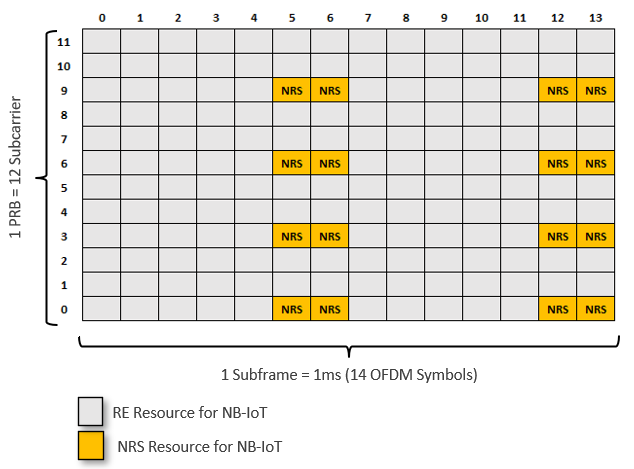 0 1 2 3 4 5 6 7 8 9 10 11 12 13
11
10
9 NRS NRS NRS NRS
8
7
6 NRS NRS NRS NRS
5
4
3 NRS NRS NRS NRS
2
1
0 NRS NRS NRS NRS
1 PRB = 12 Subcarrier
1 Subframe = 1ms (14 OFDM Symbols)
RE Resource for NB-IoT
NRS Resource for NB-IoT